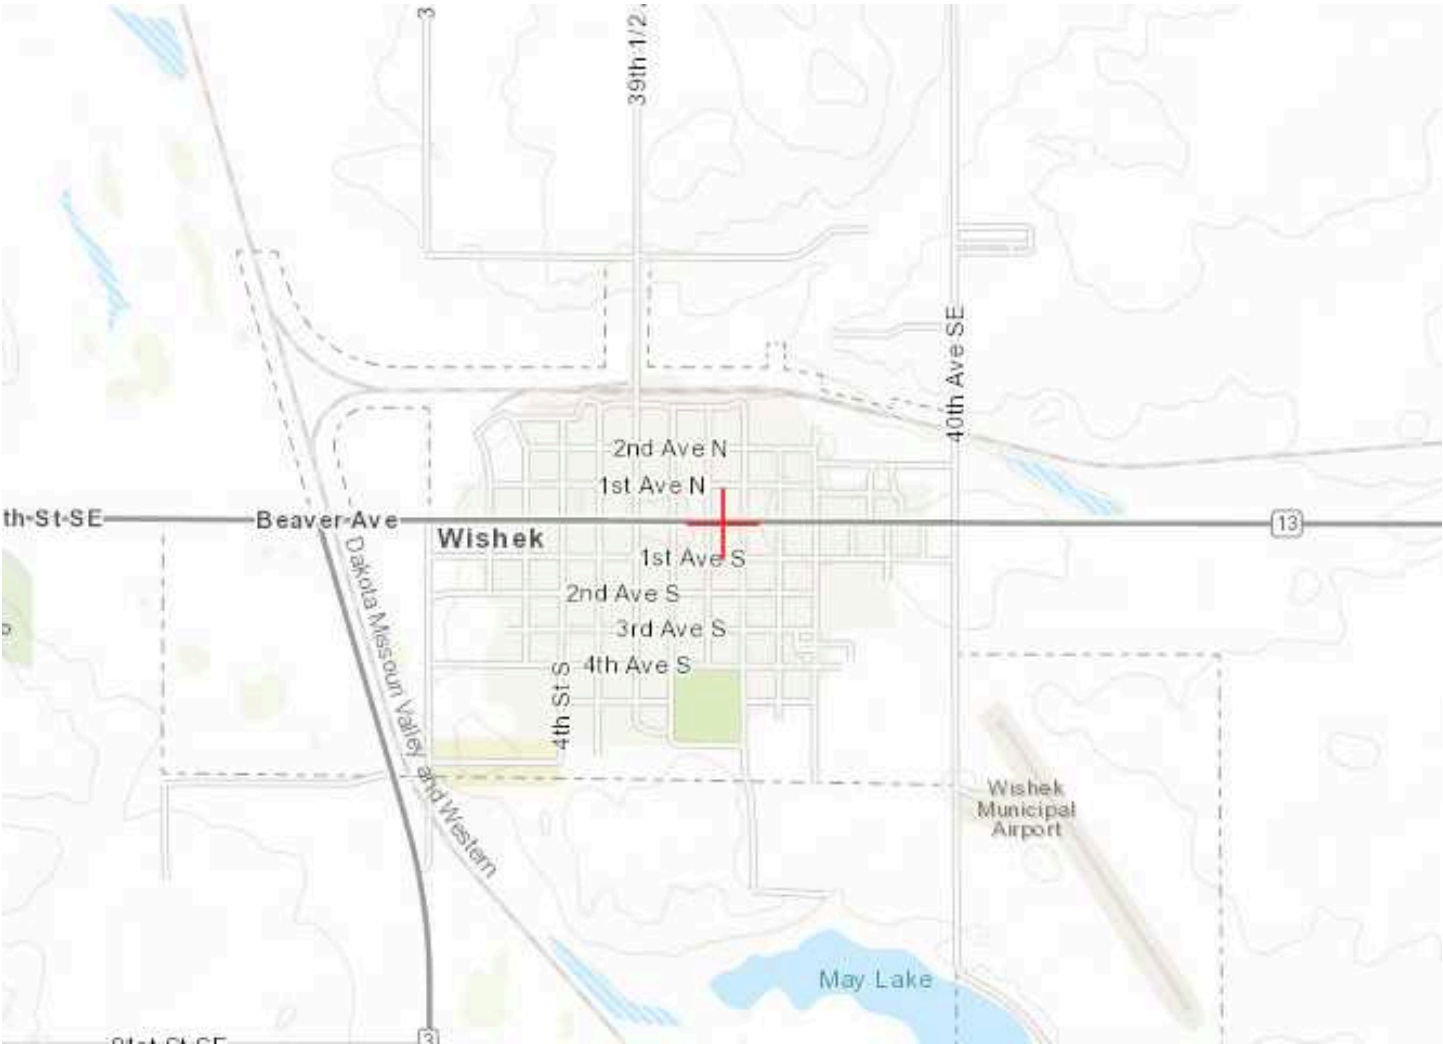 3
39th 1/2
40th Ave SE
2nd Ave N
1st Ave N
th St SE
Beaver Ave
13
Wishek
1st Ave S
2nd Ave S
3rd Ave S
4th Ave S
4th St S
Dakota Missouri Valley and Western
Wishek
Municipal
Airport
May Lake
3